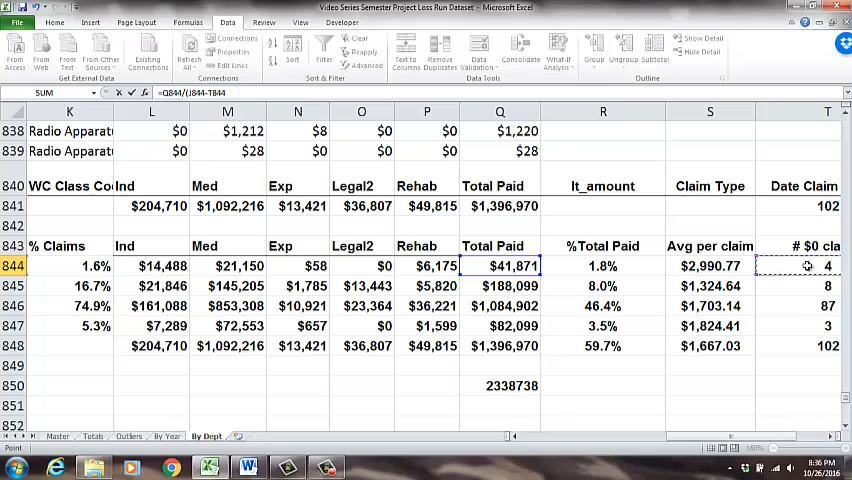 Video Series Semester Project Loss Run Dataset - Microsoft Excel
File Home Insert Page Layout Formulas Data Review View Developer
From Access From Web From Text From Other Sources Existing Connections Refresh All Connections Properties Edit Links Sort Filter Clear Reapply Advanced Text to Columns Remove Duplicates Data Validation Consolidate What-If Analysis Group Ungroup Subtotal Show Detail Hide Detail
Get External Data Connections Sort & Filter Data Tools Outline
SUM fx =Q844/(J844-T844
K L M N O P Q R S T
838 Radio Apparat $0 $1,212 $8 $0 $0 $1,220
839 Radio Apparat $0 $28 $0 $0 $0 $28
840 WC Class Co Ind Med Exp Legal2 Rehab Total Paid lt_amount Claim Type Date Claim
841 $204,710 $1,092,216 $13,421 $36,807 $49,815 $1,396,970 102
842
843 % Claims Ind Med Exp Legal2 Rehab Total Paid %Total Paid Avg per claim # $0 cla
844 1.6% $14,488 $21,150 $58 $0 $6,175 $41,871 1.8% $2,990.77 4
845 16.7% $21,846 $145,205 $1,785 $13,443 $5,820 $188,099 8.0% $1,324.64 8
846 74.9% $161,088 $853,308 $10,921 $23,364 $36,221 $1,084,902 46.4% $1,703.14 87
847 5.3% $7,289 $72,553 $657 $0 $1,599 $82,099 3.5% $1,824.41 3
848 $204,710 $1,092,216 $13,421 $36,807 $49,815 $1,396,970 59.7% $1,667.03 102
849
850 2338738
851
852
Master Totals Outliers By Year By Dept
Point 160%
8:36 PM
10/26/2016